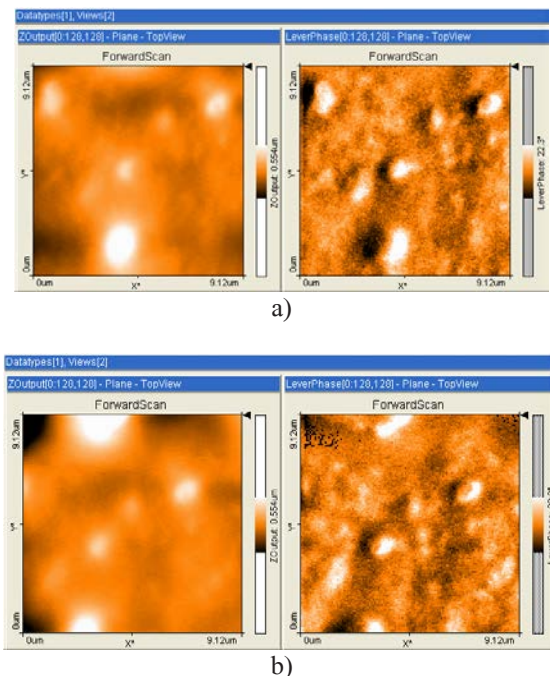 Datatypes[1], Views[2]
ZOutput[0:128,128] - Plane - TopView
ForwardScan
9.12um
Y*
0um
0um
X*
9.12um
ZOutput: 0.554um
LeverPhase[0:128,128] - Plane - TopView
ForwardScan
9.12um
Y*
0um
0um
X*
9.12um
LeverPhase: 22.3°
a)
Datatypes[1], Views[2]
ZOutput[0:128,128] - Plane - TopView
ForwardScan
9.12um
Y*
0um
0um
X*
9.12um
ZOutput: 0.554um
LeverPhase[0:128,128] - Plane - TopView
ForwardScan
9.12um
Y*
0um
0um
X*
9.12um
b)